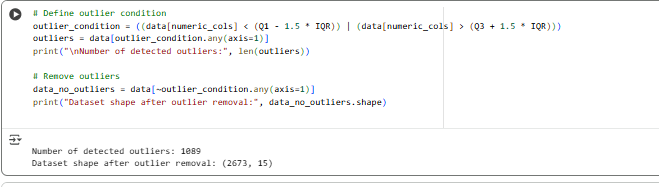 # Define outlier condition
outlier_condition = ((data[numeric_cols] < (Q1 - 1.5 * IQR)) | (data[numeric_cols] > (Q3 + 1.5 * IQR)))
outliers = data[outlier_condition.any(axis=1)]
print("\nNumber of detected outliers:", len(outliers))
# Remove outliers
data_no_outliers = data[~outlier_condition.any(axis=1)]
print("Dataset shape after outlier removal:", data_no_outliers.shape)
Number of detected outliers: 1089
Dataset shape after outlier removal: (2673, 15)